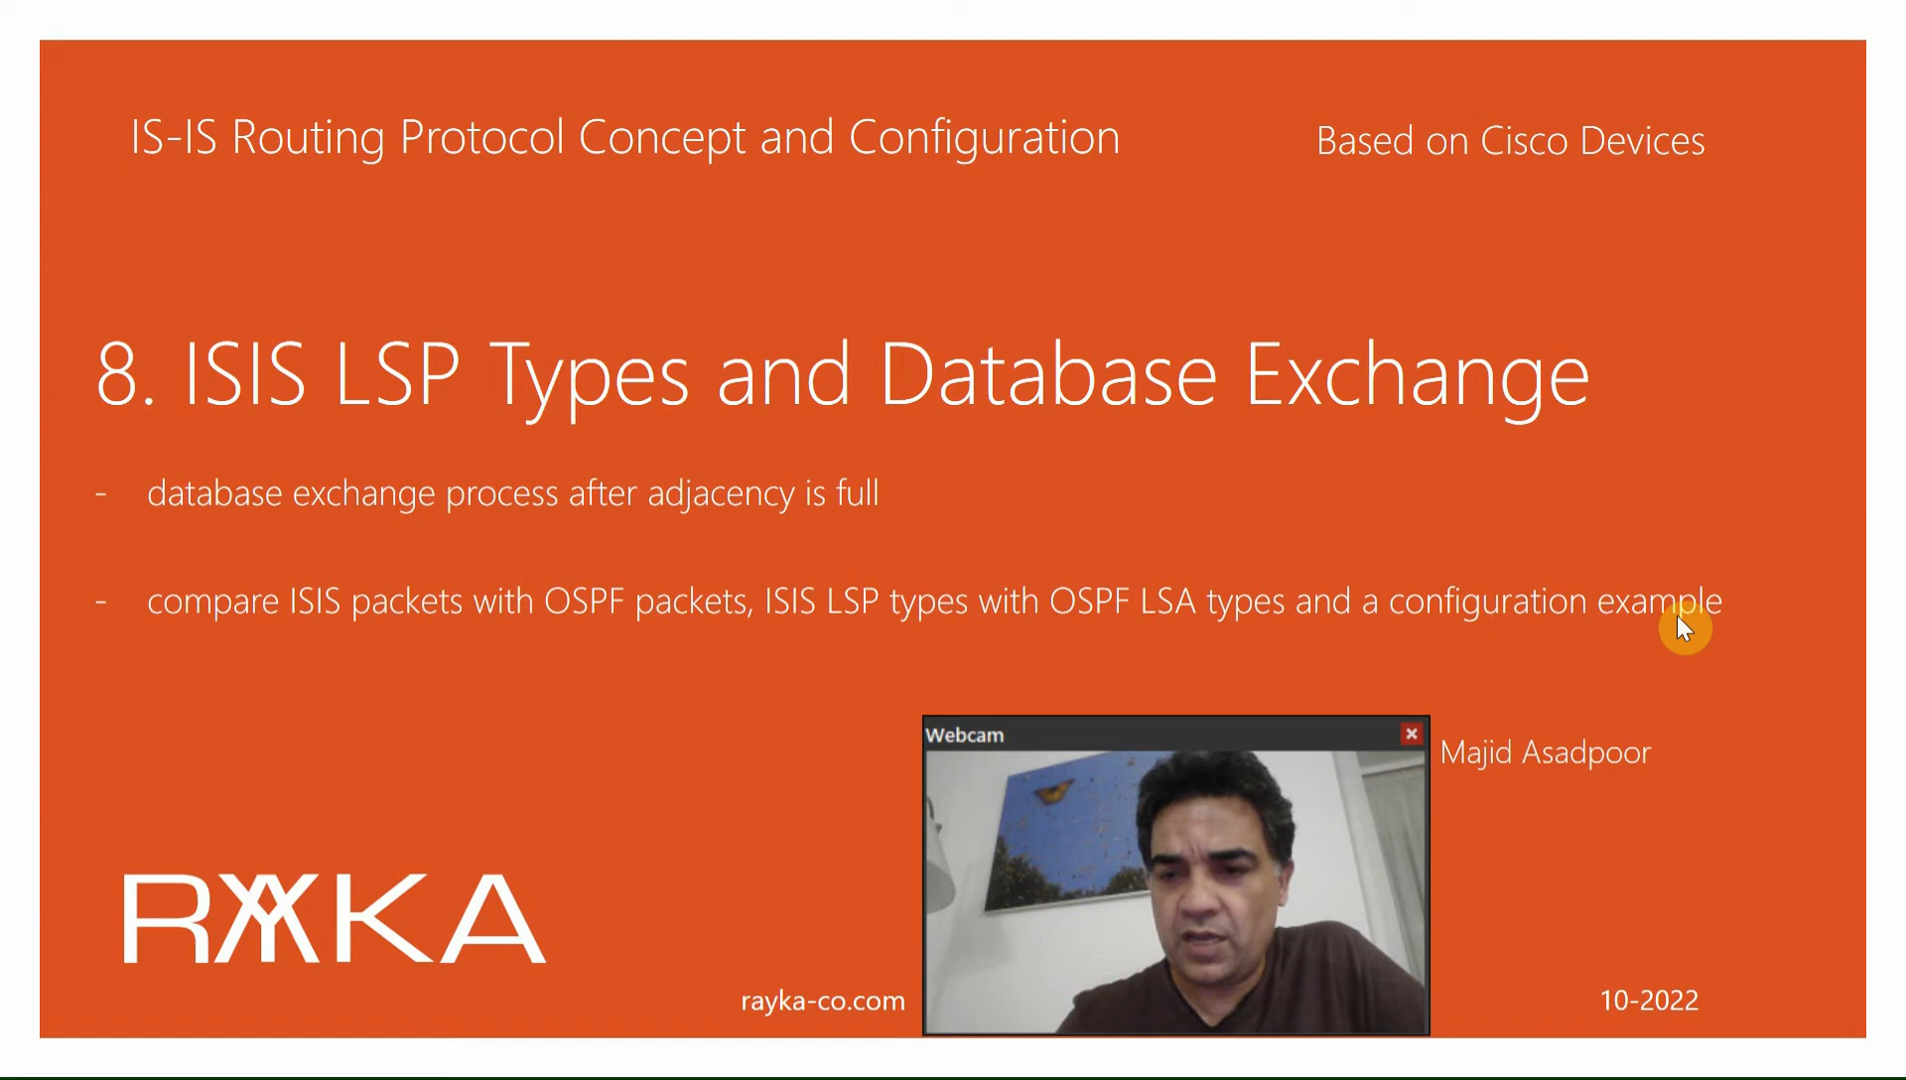 IS-IS Routing Protocol Concept and Configuration
Based on Cisco Devices
8. ISIS LSP Types and Database Exchange
- database exchange process after adjacency is full
- compare ISIS packets with OSPF packets, ISIS LSP types with OSPF LSA types and a configuration example
Webcam
Majid Asadpoor
RAYKA
rayka-co.com
10-2022